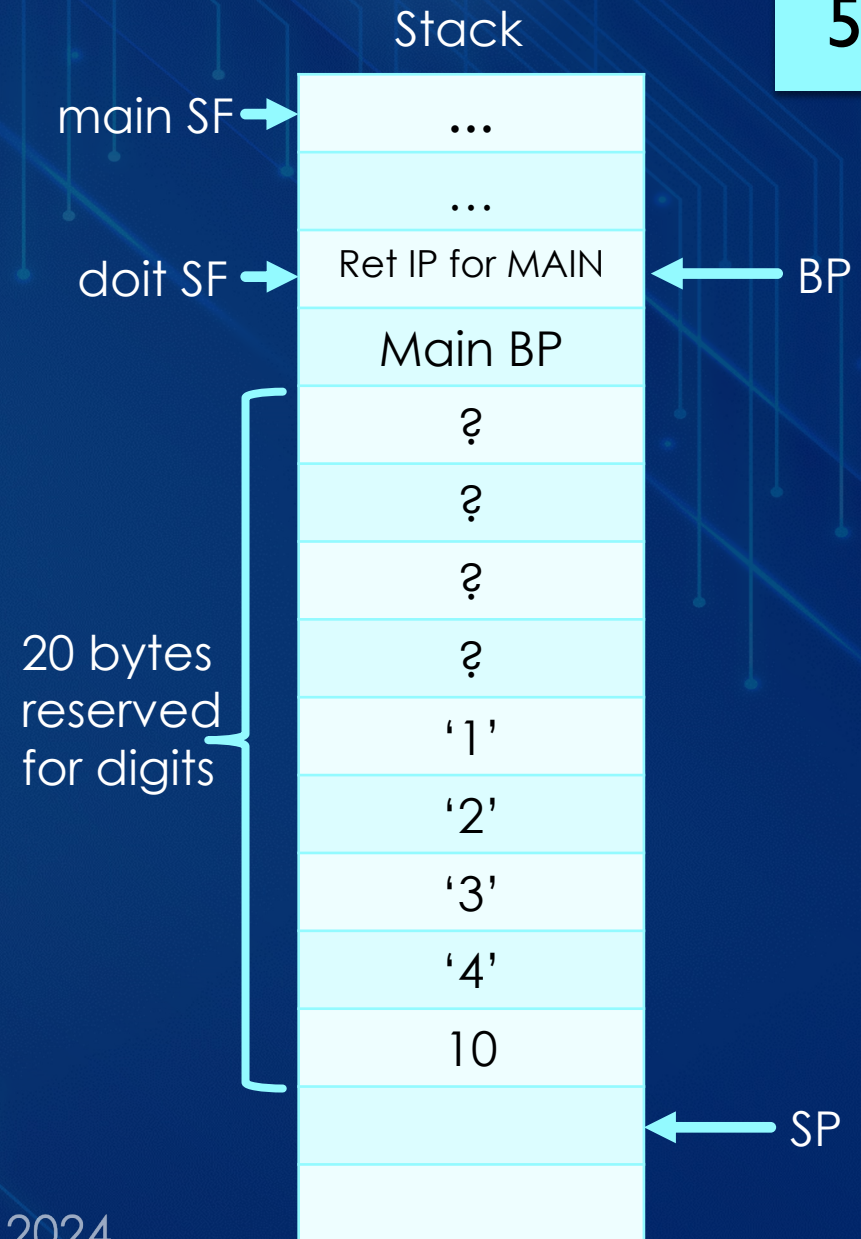 Stack
5
main SF
...
...
doit SF
Ret IP for MAIN
BP
Main BP
?
?
?
?
20 bytes
reserved
for digits
‘1’
‘2’
‘3’
‘4’
10
SP
2024